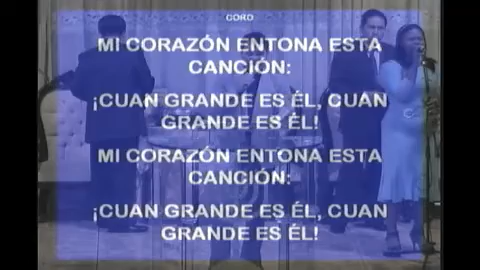 CORO
MI CORAZÓN ENTONA ESTA
CANCIÓN:
¡CUAN GRANDE ES ÉL, CUAN
GRANDE ES ÉL!
MI CORAZÓN ENTONA ESTA
CANCIÓN:
¡CUAN GRANDE ES ÉL, CUAN
GRANDE ES ÉL!